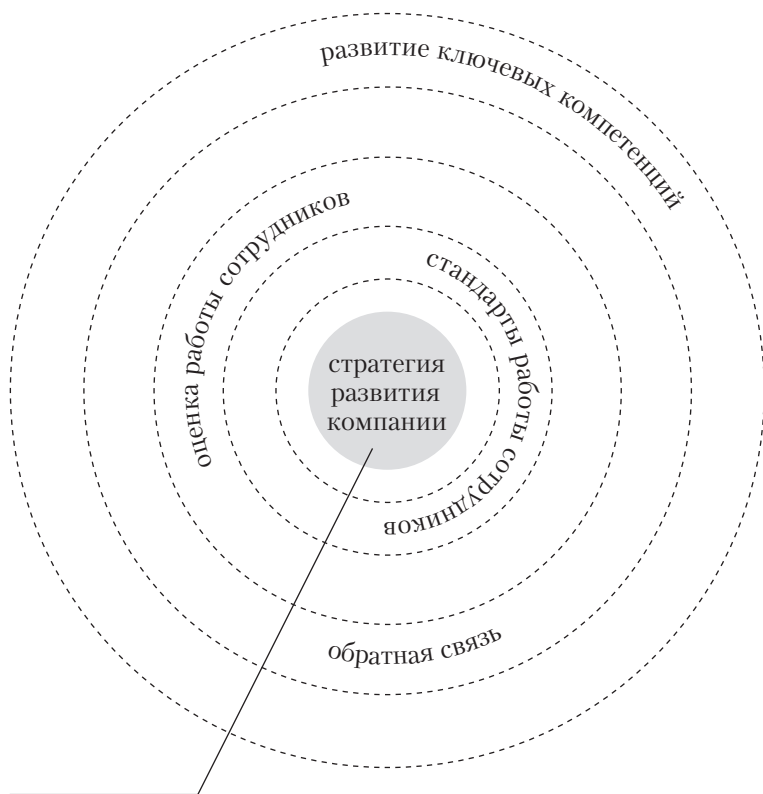 развитие ключевых компетенций
оценка работы сотрудников
стандарты работы сотрудников
стратегия
развития
компании
обратная связь